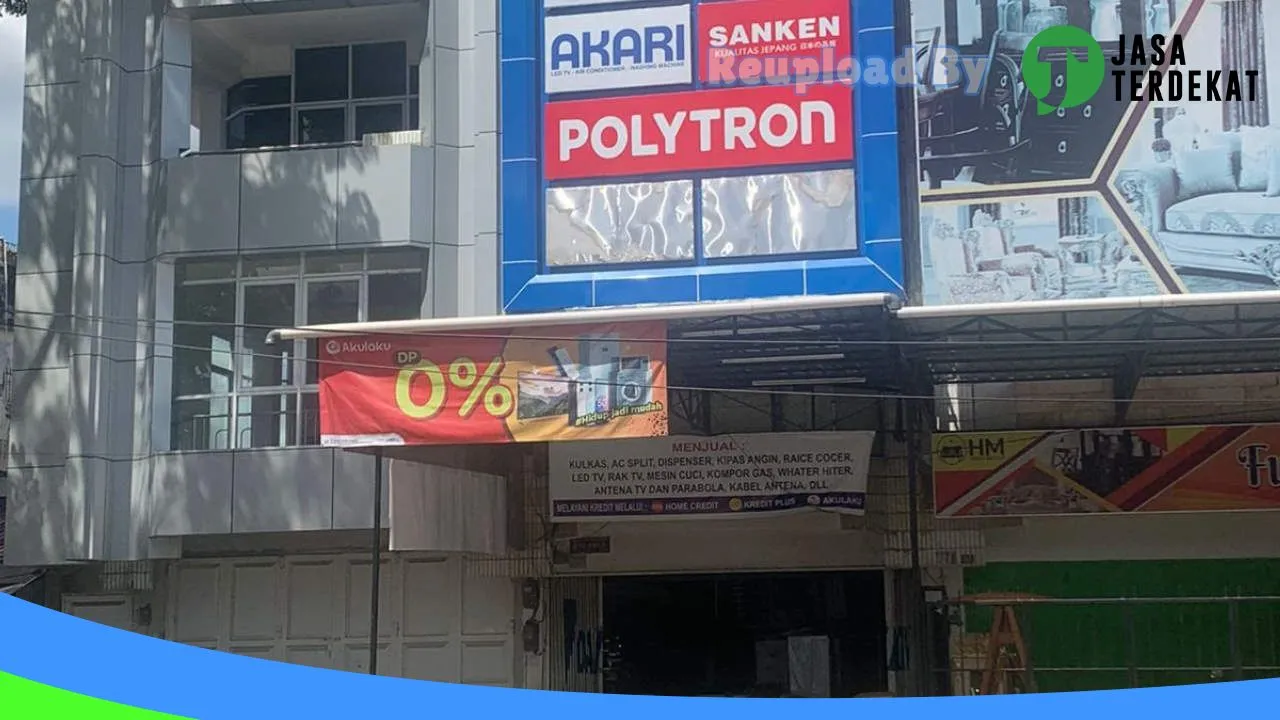 AKARI
LED TV - AIR CONDITIONER - WASHING MACHINE
SANKEN
KUALITAS JEPANG
Reupload By
JASA
TERDEKAT
POLYTRON
Akulaku
DP
0%
#Hidup jadi mudah
MENJUAL :
KULKAS, AC SPLIT, DISPENSER, KIPAS ANGIN, RAICE COCER,
LED TV, RAK TV, MESIN CUCI, KOMPOR GAS, WHATER HITER,
ANTENA TV DAN PARABOLA, KABEL ANTENA, DLL
MELAYANI KREDIT MELALUI : HOME CREDIT KREDIT PLUS AKULAKU
HM